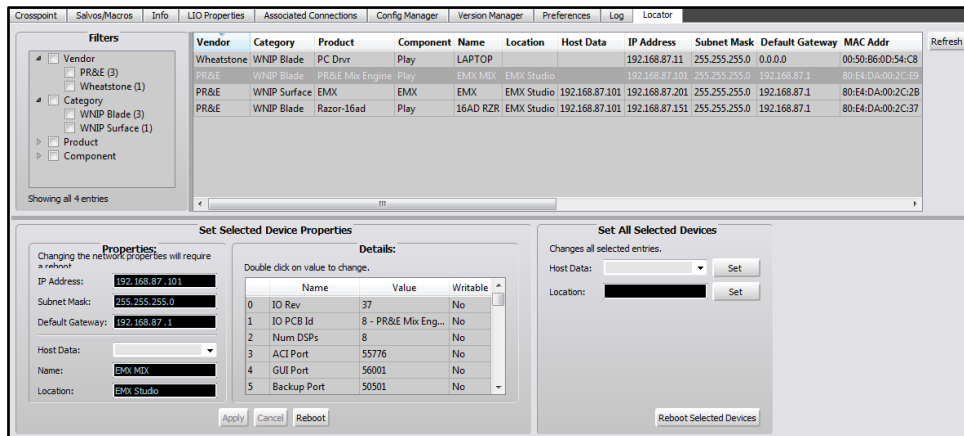 Crosspoint Salvos/Macros Info LIO Properties Associated Connections Config Manager Version Manager Preferences Log Locator
Filters
Vendor
PR&E (3)
Wheatstone (1)
Category
WNIP Blade (3)
WNIP Surface (1)
Product
Component
Showing all 4 entries
Vendor Category Product Component Name Location Host Data IP Address Subnet Mask Default Gateway MAC Addr
Wheatstone WNIP Blade PC Drvr Play LAPTOP 192.168.87.11 255.255.255.0 0.0.0.0 00:50:B6:0D:54:C8
PR&E WNIP Blade PR&E Mix Engine Play EMX MIX EMX Studio 192.168.87.101 255.255.255.0 192.168.87.1 80:E4:DA:00:2C:E9
PR&E WNIP Surface EMX EMX EMX EMX Studio 192.168.87.101 192.168.87.201 255.255.255.0 192.168.87.1 80:E4:DA:00:2C:2B
PR&E WNIP Blade Razor-16ad Play 16AD RZR EMX Studio 192.168.87.101 192.168.87.151 255.255.255.0 192.168.87.1 80:E4:DA:00:2C:37
Refresh
Set Selected Device Properties
Properties:
Changing the network properties will require
a reboot
IP Address: 192.168.87 .101
Subnet Mask: 255.255.255.0
Default Gateway: 192.168.87 .1
Host Data:
Name: EMX MIX
Location: EMX Studio
Details:
Double click on value to change.
Name Value Writable
0 IO Rev 37 No
1 IO PCB Id 8 - PR&E Mix Eng... No
2 Num DSPs 8 No
3 ACI Port 55776 No
4 GUI Port 56001 No
5 Backup Port 50501 No
Apply Cancel Reboot
Set All Selected Devices
Changes all selected entries.
Host Data: Set
Location: Set
Reboot Selected Devices